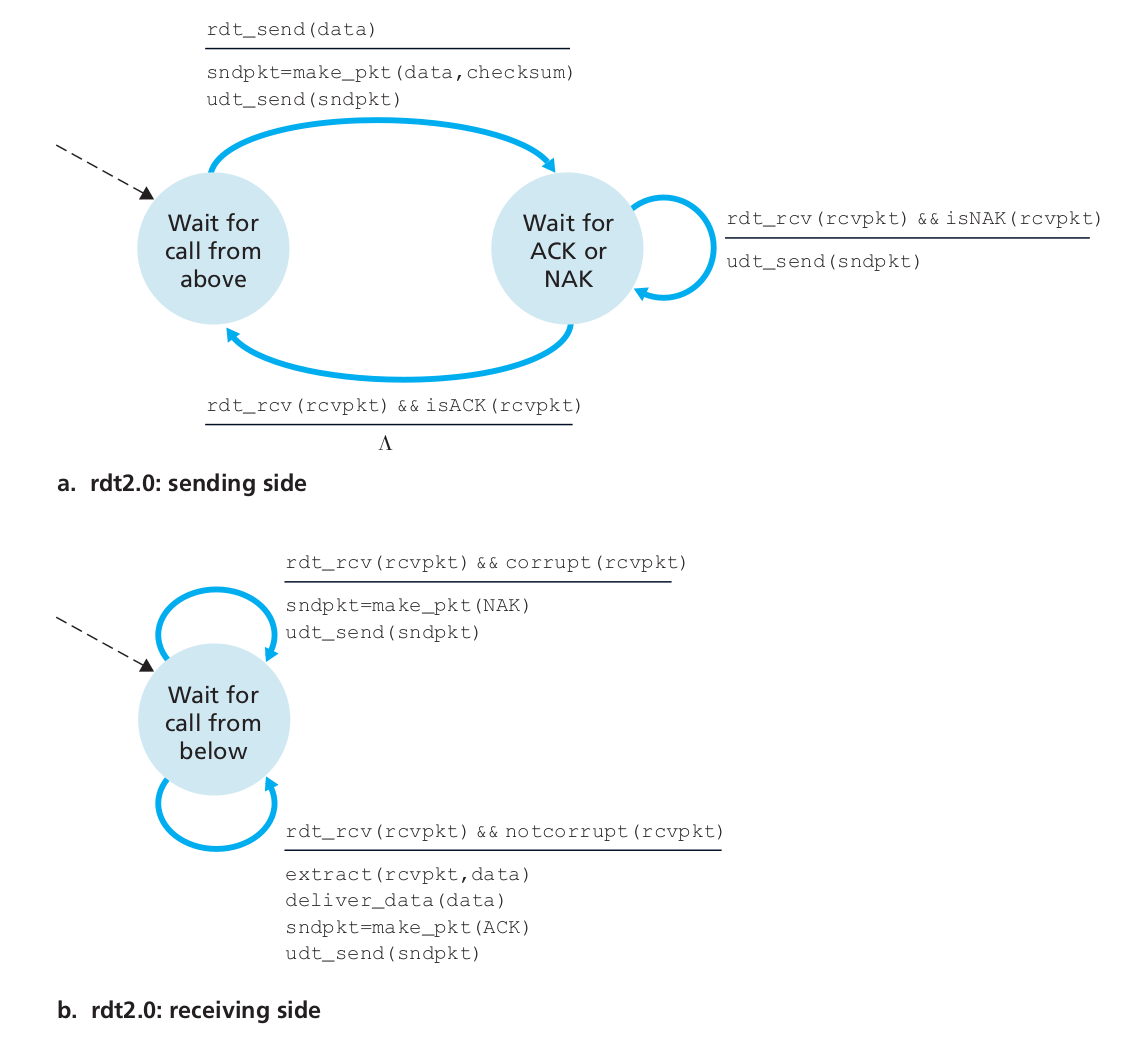 rdt_send(data)
sndpkt=make_pkt(data,checksum)
udt_send(sndpkt)
Wait for
call from
above
Wait for
ACK or
NAK
rdt_rcv(rcvpkt) && isNAK(rcvpkt)
udt_send(sndpkt)
rdt_rcv(rcvpkt) && isACK(rcvpkt)
Λ
a. rdt2.0: sending side
rdt_rcv(rcvpkt) && corrupt(rcvpkt)
sndpkt=make_pkt(NAK)
udt_send(sndpkt)
Wait for
call from
below
rdt_rcv(rcvpkt) && notcorrupt(rcvpkt)
extract(rcvpkt,data)
deliver_data(data)
sndpkt=make_pkt(ACK)
udt_send(sndpkt)
b. rdt2.0: receiving side